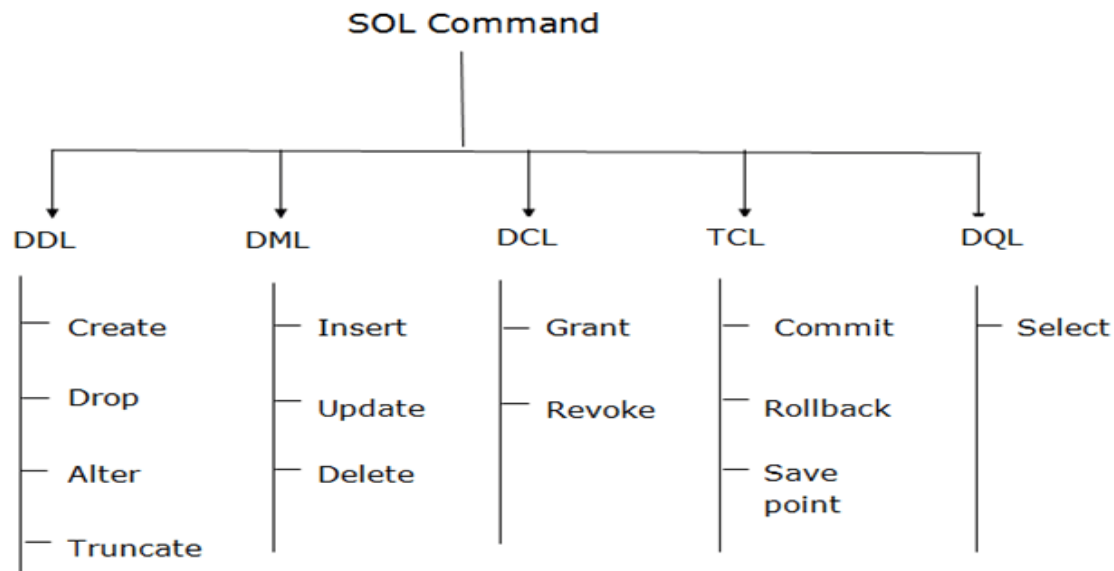 SOL Command
DDL
DML
DCL
TCL
DQL
Create
Drop
Alter
Truncate
Insert
Update
Delete
Grant
Revoke
Commit
Rollback
Save
point
Select